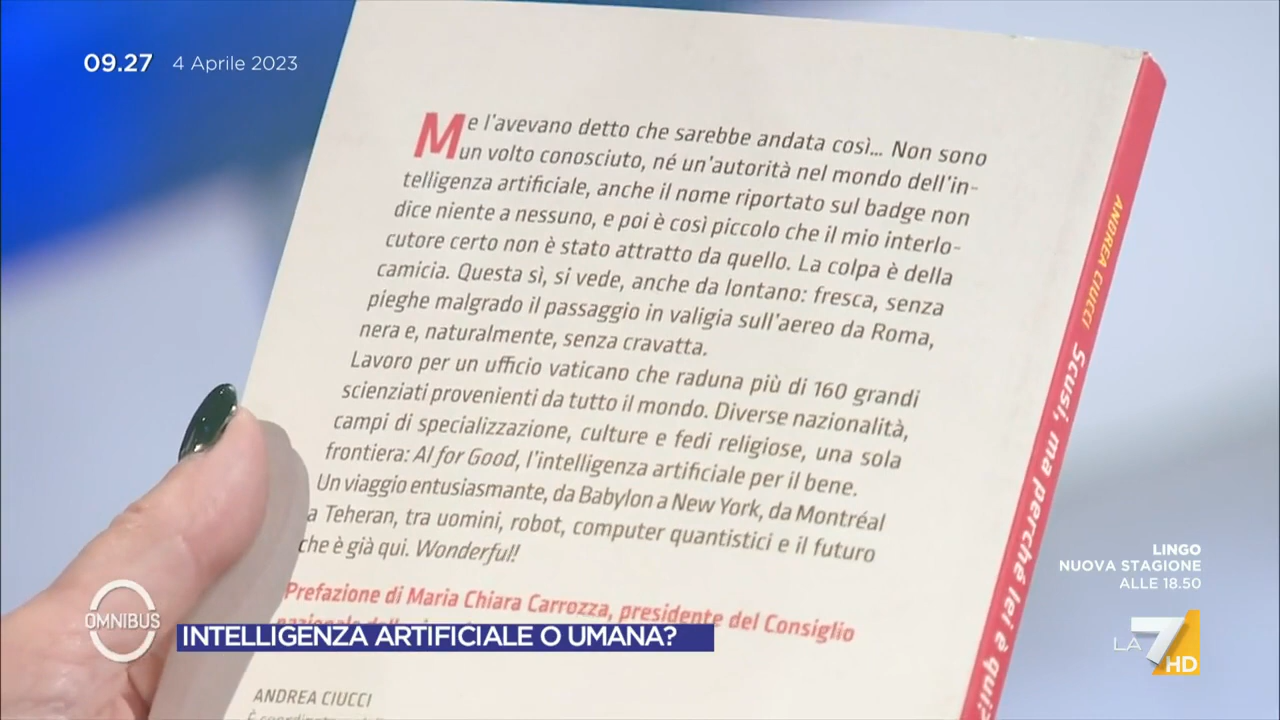 09.27 4 Aprile 2023
Me l'avevano detto che sarebbe andata così... Non sono
un volto conosciuto, né un'autorità nel mondo dell'in-
telligenza artificiale, anche il nome riportato sul badge non
dice niente a nessuno, e poi è così piccolo che il mio interlo-
cutore certo non è stato attratto da quello. La colpa è della
camicia. Questa sì, si vede, anche da lontano: fresca, senza
pieghe malgrado il passaggio in valigia sull'aereo da Roma,
nera e, naturalmente, senza cravatta.
Lavoro per un ufficio vaticano che raduna più di 160 grandi
scienziati provenienti da tutto il mondo. Diverse nazionalità,
campi di specializzazione, culture e fedi religiose, una sola
frontiera: AI for Good, l'intelligenza artificiale per il bene.
Un viaggio entusiasmante, da Babylon a New York, da Montréal
a Teheran, tra uomini, robot, computer quantistici e il futuro
che è già qui. Wonderful!
Prefazione di Maria Chiara Carrozza, presidente del Consiglio
ANDREA CIUCCI
ANDREA CIUCCI Scusi, ma perché lei è qui?
LINGO
NUOVA STAGIONE
ALLE 18.50
OMNIBUS
INTELLIGENZA ARTIFICIALE O UMANA?
LA 7 HD